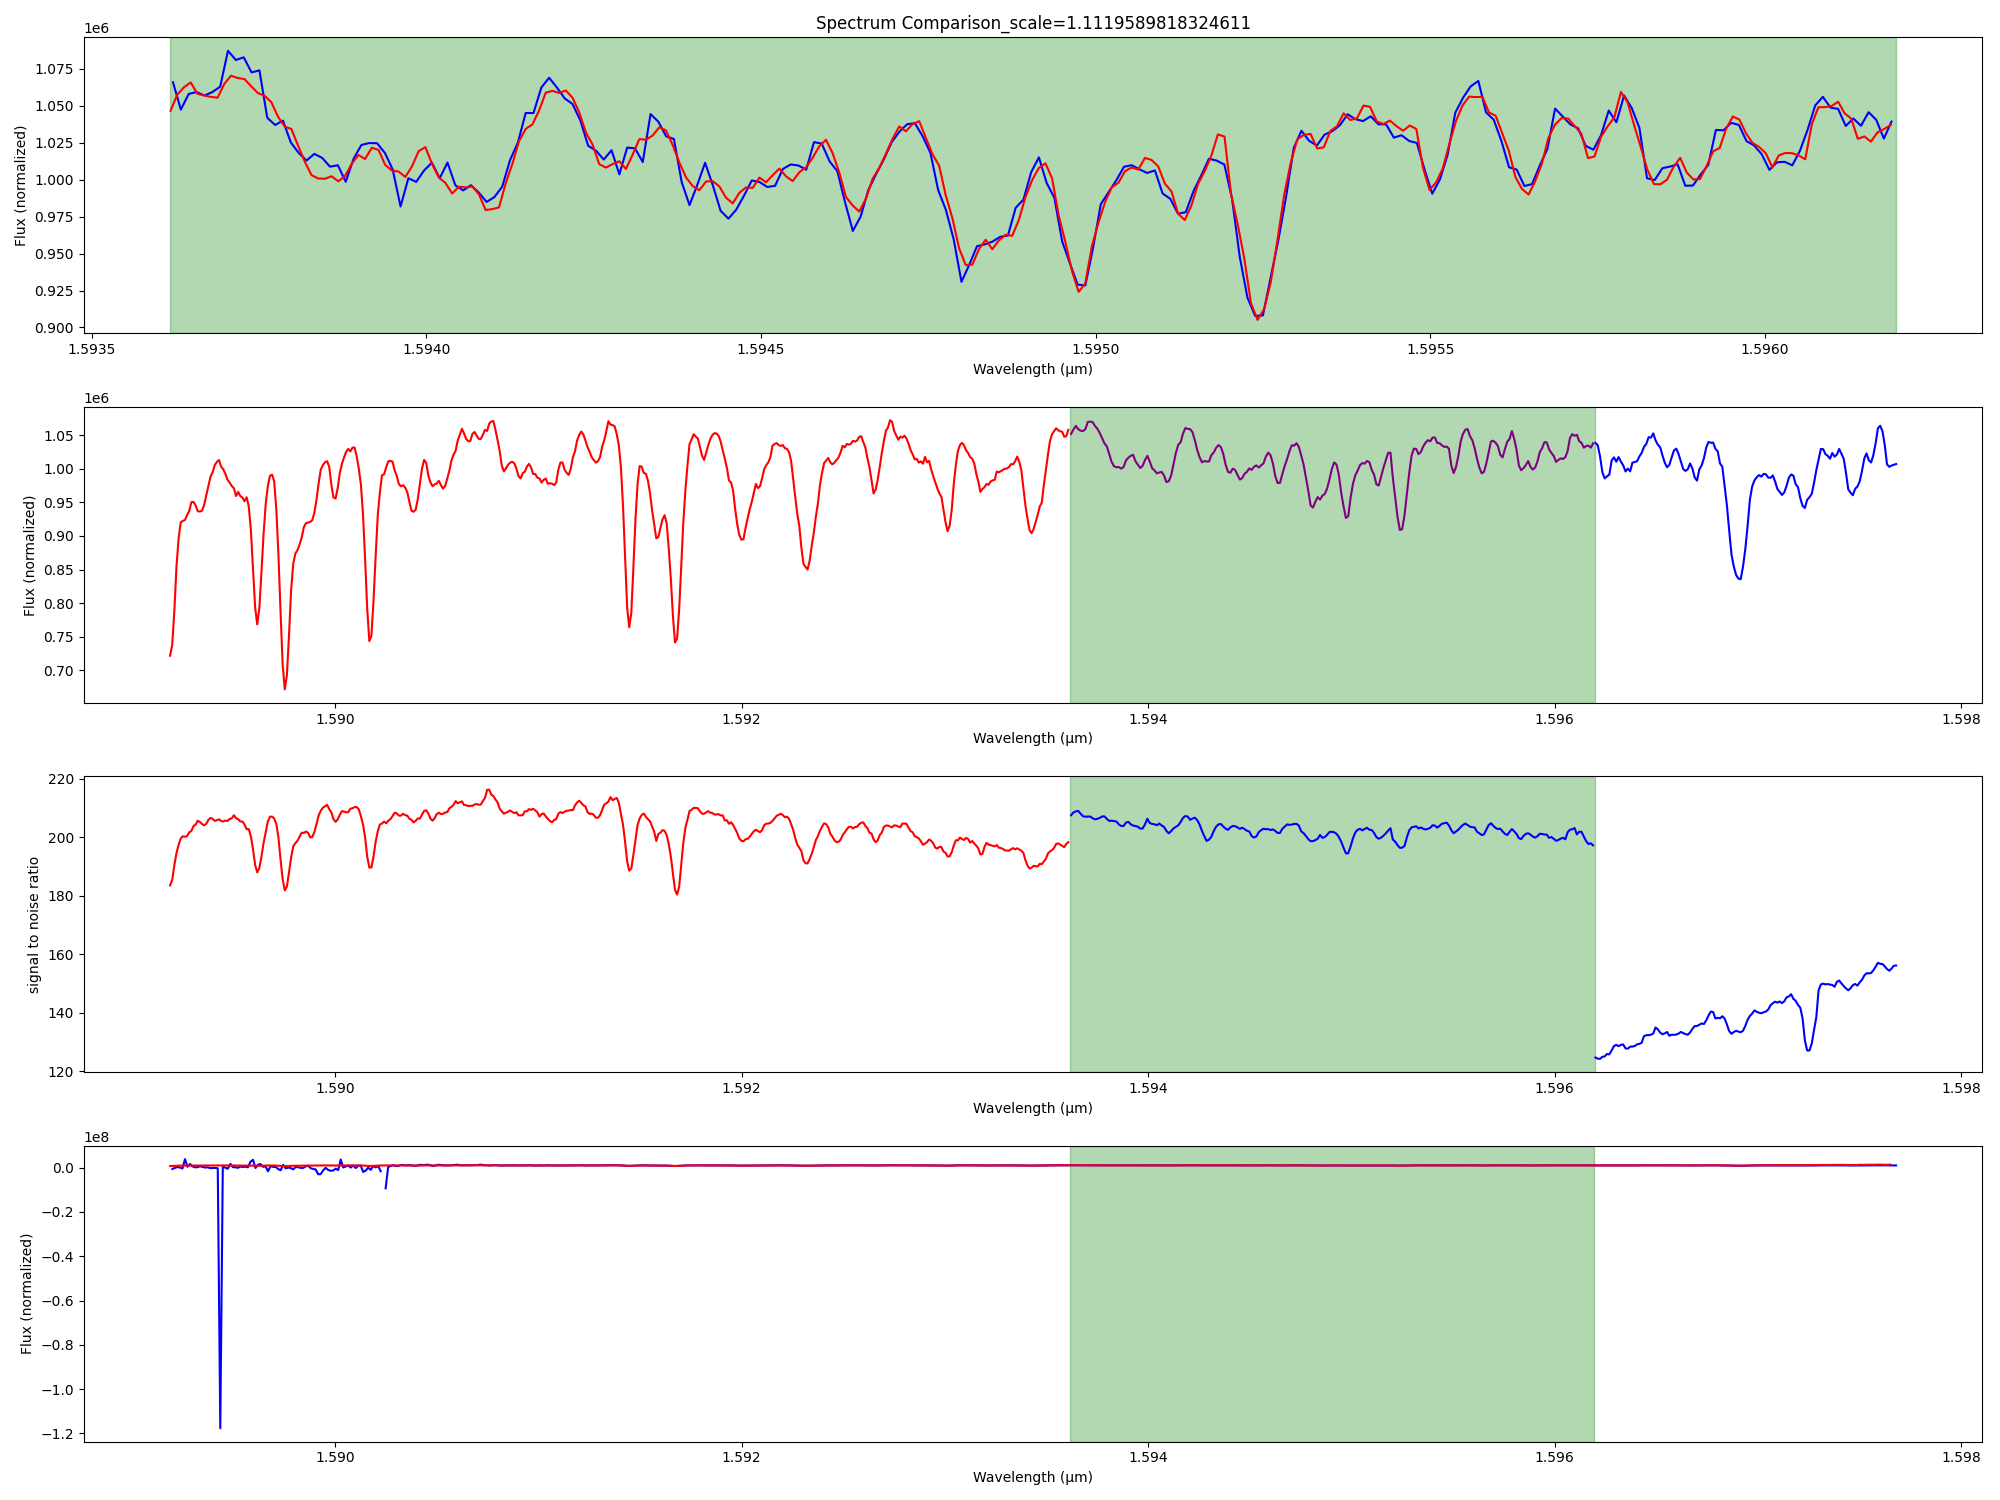 Spectrum Comparison_scale=1.1119589818324611
1e6
1.075
1.050
1.025
1.000
0.975
0.950
0.925
0.900
Flux (normalized)
1.5935 1.5940 1.5945 1.5950 1.5955 1.5960
Wavelength (μm)
1e6
1.05
1.00
0.95
0.90
0.85
0.80
0.75
0.70
Flux (normalized)
1.590 1.592 1.594 1.596 1.598
Wavelength (μm)
220
200
180
160
140
120
signal to noise ratio
1.590 1.592 1.594 1.596 1.598
Wavelength (μm)
1e8
0.0
−0.2
−0.4
−0.6
−0.8
−1.0
−1.2
Flux (normalized)
1.590 1.592 1.594 1.596 1.598
Wavelength (μm)